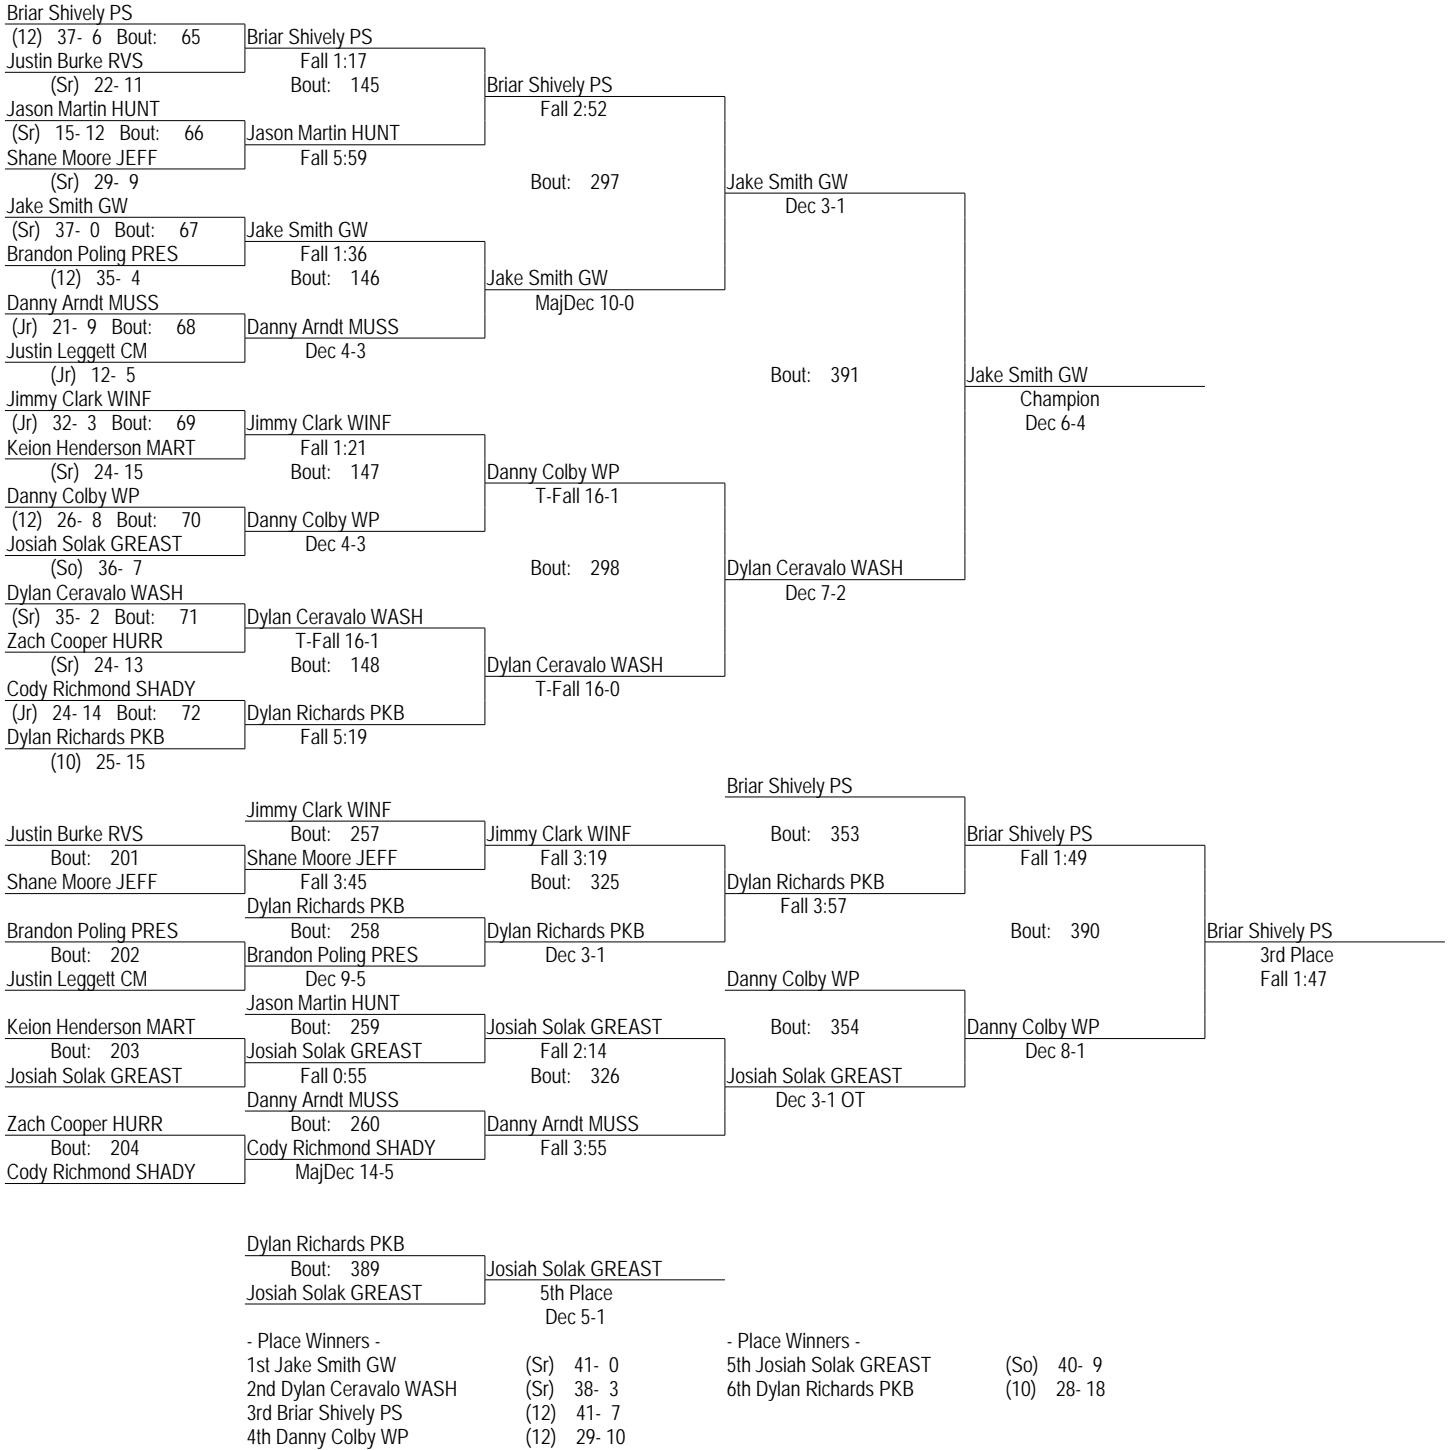 Briar Shively PS
(12) 37- 6 Bout: 65 Briar Shively PS
Justin Burke RVS Fall 1:17
(Sr) 22- 11 Bout: 145 Briar Shively PS
Jason Martin HUNT Fall 2:52
(Sr) 15- 12 Bout: 66 Jason Martin HUNT
Shane Moore JEFF Fall 5:59
(Sr) 29- 9 Bout: 297 Jake Smith GW
Jake Smith GW Dec 3-1
(Sr) 37- 0 Bout: 67 Jake Smith GW
Brandon Poling PRES Fall 1:36
(12) 35- 4 Bout: 146 Jake Smith GW
Danny Arndt MUSS MajDec 10-0
(Jr) 21- 9 Bout: 68 Danny Arndt MUSS
Justin Leggett CM Dec 4-3
(Jr) 12- 5 Bout: 391 Jake Smith GW
Jimmy Clark WINF Champion
(Jr) 32- 3 Bout: 69 Jimmy Clark WINF Dec 6-4
Keion Henderson MART Fall 1:21
(Sr) 24- 15 Bout: 147 Danny Colby WP
Danny Colby WP T-Fall 16-1
(12) 26- 8 Bout: 70 Danny Colby WP
Josiah Solak GREAST Dec 4-3
(So) 36- 7 Bout: 298 Dylan Ceravalo WASH
Dylan Ceravalo WASH Dec 7-2
(Sr) 35- 2 Bout: 71 Dylan Ceravalo WASH
Zach Cooper HURR T-Fall 16-1
(Sr) 24- 13 Bout: 148 Dylan Ceravalo WASH
Cody Richmond SHADY T-Fall 16-0
(Jr) 24- 14 Bout: 72 Dylan Richards PKB
Dylan Richards PKB Fall 5:19
(10) 25- 15
Briar Shively PS
Jimmy Clark WINF
Justin Burke RVS Bout: 257 Jimmy Clark WINF Bout: 353 Briar Shively PS
Bout: 201 Shane Moore JEFF Fall 3:19 Fall 1:49
Shane Moore JEFF Fall 3:45 Bout: 325 Dylan Richards PKB
Dylan Richards PKB Fall 3:57
Brandon Poling PRES Bout: 258 Dylan Richards PKB Bout: 390 Briar Shively PS
Bout: 202 Brandon Poling PRES Dec 3-1 3rd Place
Justin Leggett CM Dec 9-5 Danny Colby WP Fall 1:47
Jason Martin HUNT
Keion Henderson MART Bout: 259 Josiah Solak GREAST Bout: 354 Danny Colby WP
Bout: 203 Josiah Solak GREAST Fall 2:14 Dec 8-1
Josiah Solak GREAST Fall 0:55 Bout: 326 Josiah Solak GREAST
Danny Arndt MUSS Dec 3-1 OT
Zach Cooper HURR Bout: 260 Danny Arndt MUSS
Bout: 204 Cody Richmond SHADY Fall 3:55
Cody Richmond SHADY MajDec 14-5
Dylan Richards PKB
Bout: 389 Josiah Solak GREAST
Josiah Solak GREAST 5th Place
Dec 5-1
- Place Winners - - Place Winners -
1st Jake Smith GW (Sr) 41- 0 5th Josiah Solak GREAST (So) 40- 9
2nd Dylan Ceravalo WASH (Sr) 38- 3 6th Dylan Richards PKB (10) 28- 18
3rd Briar Shively PS (12) 41- 7
4th Danny Colby WP (12) 29- 10